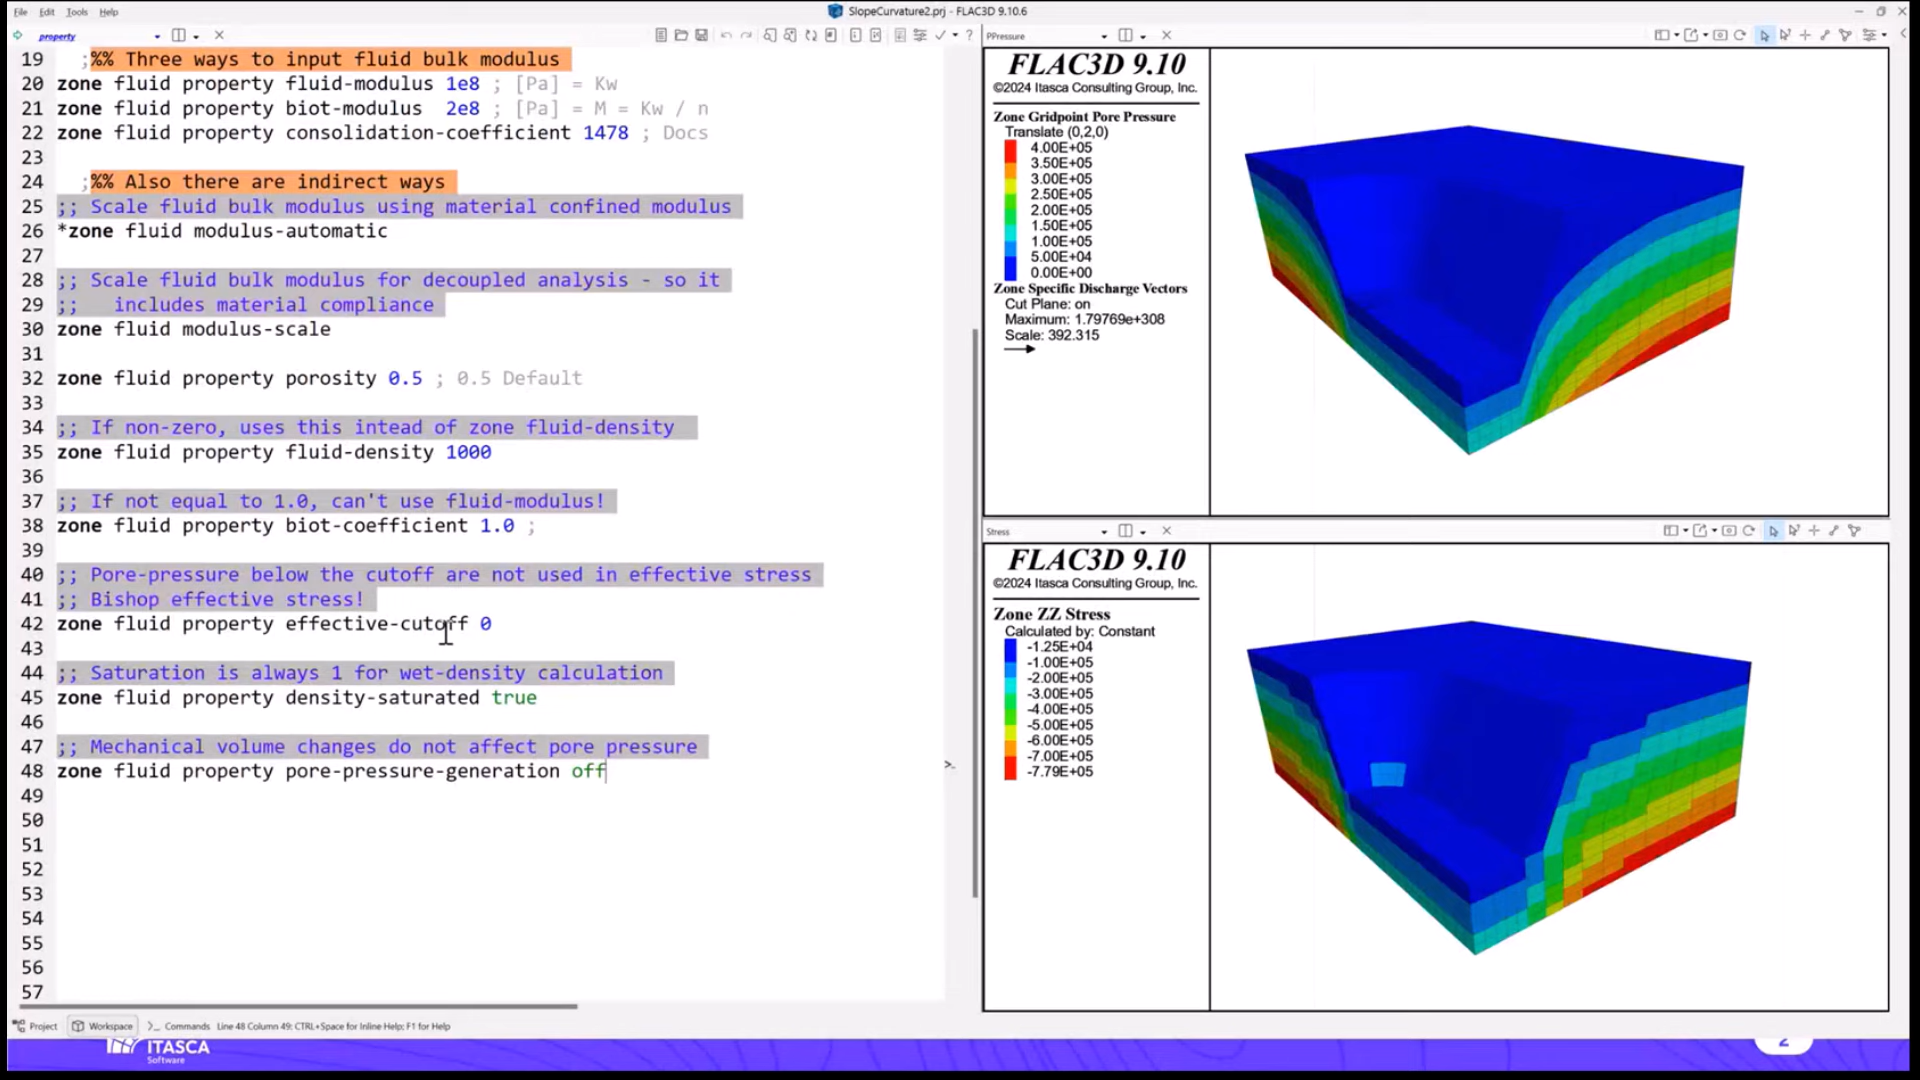 File Edit Tools Help
SlopeCurvature2.prj - FLAC3D 9.10.6
property
19 ;%% Three ways to input fluid bulk modulus
20 zone fluid property fluid-modulus 1e8 ; [Pa] = Kw
21 zone fluid property biot-modulus 2e8 ; [Pa] = M = Kw / n
22 zone fluid property consolidation-coefficient 1478 ; Docs
23
24 ;%% Also there are indirect ways
25 ;; Scale fluid bulk modulus using material confined modulus
26 *zone fluid modulus-automatic
27
28 ;; Scale fluid bulk modulus for decoupled analysis - so it
29 ;; includes material compliance
30 zone fluid modulus-scale
31
32 zone fluid property porosity 0.5 ; 0.5 Default
33
34 ;; If non-zero, uses this intead of zone fluid-density
35 zone fluid property fluid-density 1000
36
37 ;; If not equal to 1.0, can't use fluid-modulus!
38 zone fluid property biot-coefficient 1.0 ;
39
40 ;; Pore-pressure below the cutoff are not used in effective stress
41 ;; Bishop effective stress!
42 zone fluid property effective-cutoff 0
43
44 ;; Saturation is always 1 for wet-density calculation
45 zone fluid property density-saturated true
46
47 ;; Mechanical volume changes do not affect pore pressure
48 zone fluid property pore-pressure-generation off
49
50
51
52
53
54
55
56
57
PPressure
FLAC3D 9.10
©2024 Itasca Consulting Group, Inc.
Zone Gridpoint Pore Pressure
Translate (0,2,0)
4.00E+05
3.50E+05
3.00E+05
2.50E+05
2.00E+05
1.50E+05
1.00E+05
5.00E+04
0.00E+00
Zone Specific Discharge Vectors
Cut Plane: on
Maximum: 1.79769e+308
Scale: 392.315
Stress
FLAC3D 9.10
©2024 Itasca Consulting Group, Inc.
Zone ZZ Stress
Calculated by: Constant
-1.25E+04
-1.00E+05
-2.00E+05
-3.00E+05
-4.00E+05
-5.00E+05
-6.00E+05
-7.00E+05
-7.79E+05
Project Workspace Commands Line 48 Column 49; CTRL+Space for Inline Help; F1 for Help
ITASCA
Software
2